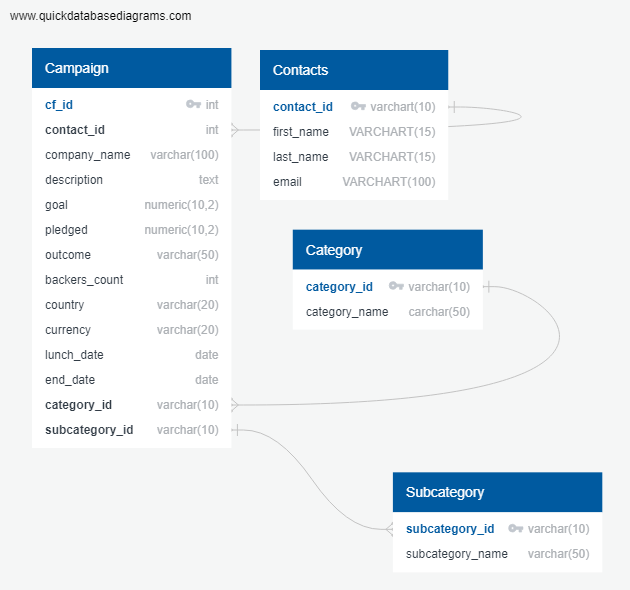 www.quickdatabasediagrams.com
Campaign
cf_id int
contact_id int
company_name varchar(100)
description text
goal numeric(10,2)
pledged numeric(10,2)
outcome varchar(50)
backers_count int
country varchar(20)
currency varchar(20)
lunch_date date
end_date date
category_id varchar(10)
subcategory_id varchar(10)
Contacts
contact_id varchart(10)
first_name VARCHART(15)
last_name VARCHART(15)
email VARCHART(100)
Category
category_id varchar(10)
category_name carchar(50)
Subcategory
subcategory_id varchar(10)
subcategory_name varchar(50)